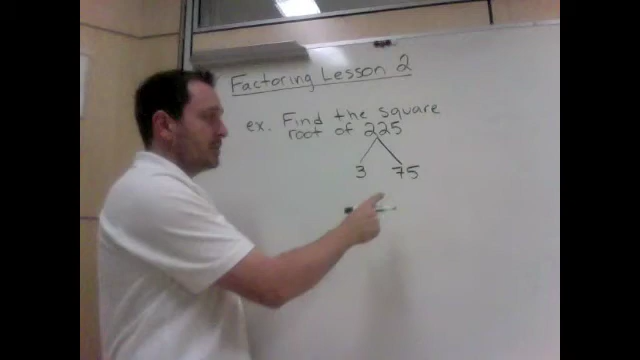 Factoring Lesson 2
ex. Find the square
root of 225
3 75